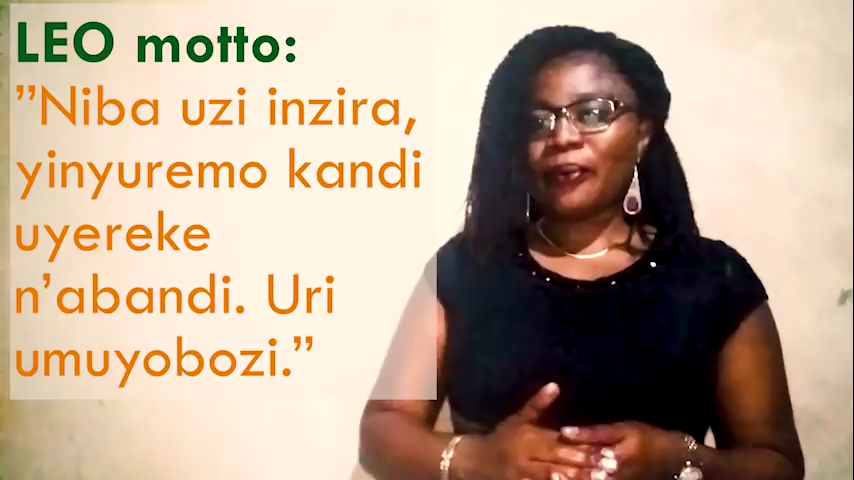 LEO motto:
”Niba uzi inzira,
yinyuremo kandi
uyereke
n’abandi. Uri
umuyobozi.”